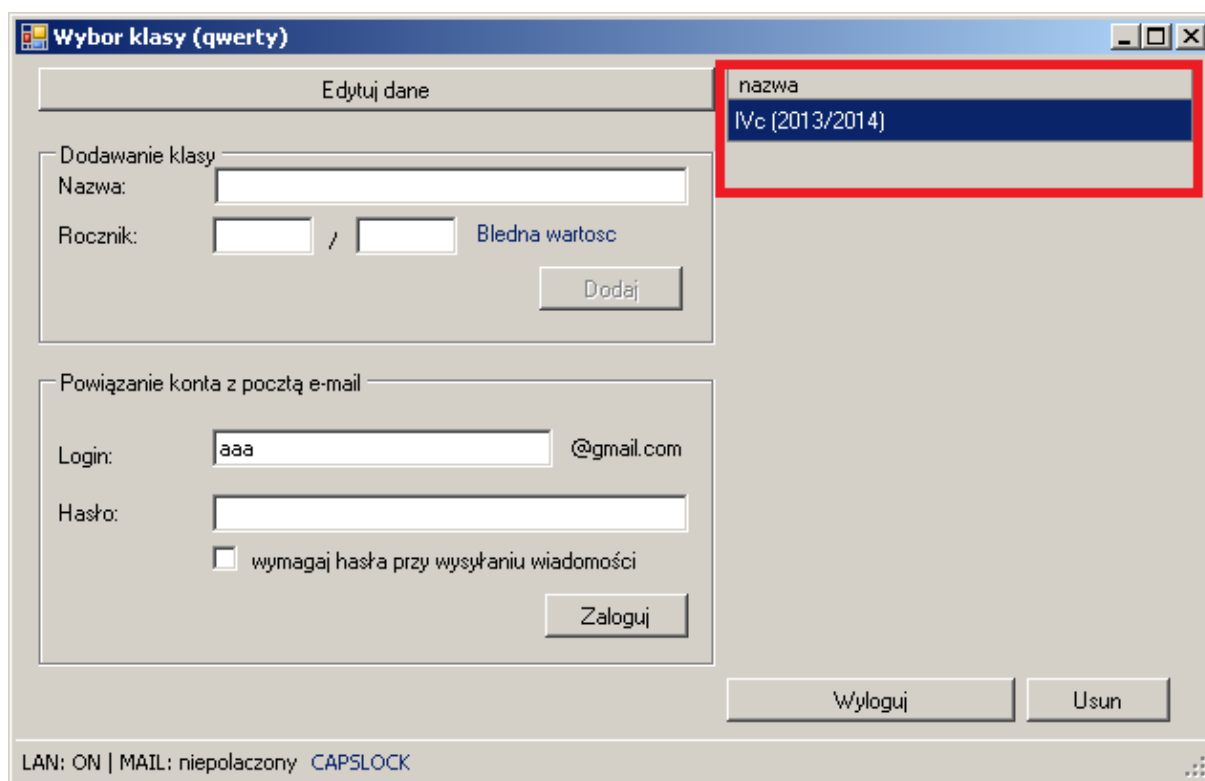 Wybor klasy (qwerty)
Edytuj dane
nazwa
IVc (2013/2014)
Dodawanie klasy
Nazwa:
Rocznik: / Bledna wartosc
Dodaj
Powiązanie konta z pocztą e-mail
Login: aaa @gmail.com
Hasło:
wymagaj hasła przy wysyłaniu wiadomości
Zaloguj
Wyloguj Usun
LAN: ON | MAIL: niepolaczony CAPSLOCK